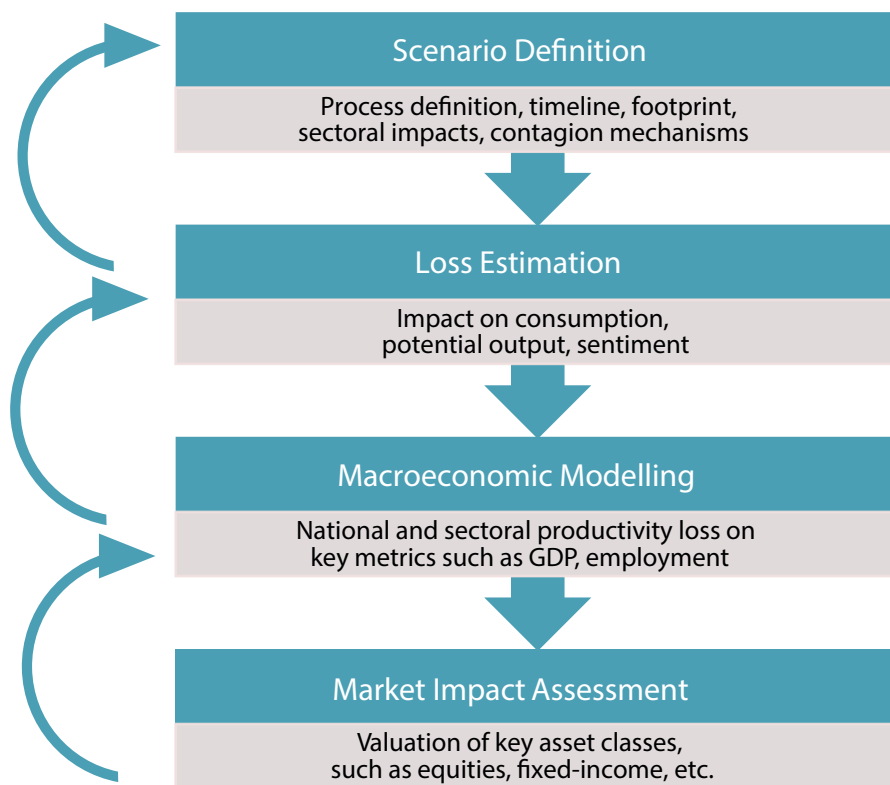 Scenario Definition
Process definition, timeline, footprint,
sectoral impacts, contagion mechanisms
Loss Estimation
Impact on consumption,
potential output, sentiment
Macroeconomic Modelling
National and sectoral productivity loss on
key metrics such as GDP, employment
Market Impact Assessment
Valuation of key asset classes,
such as equities, fixed-income, etc.